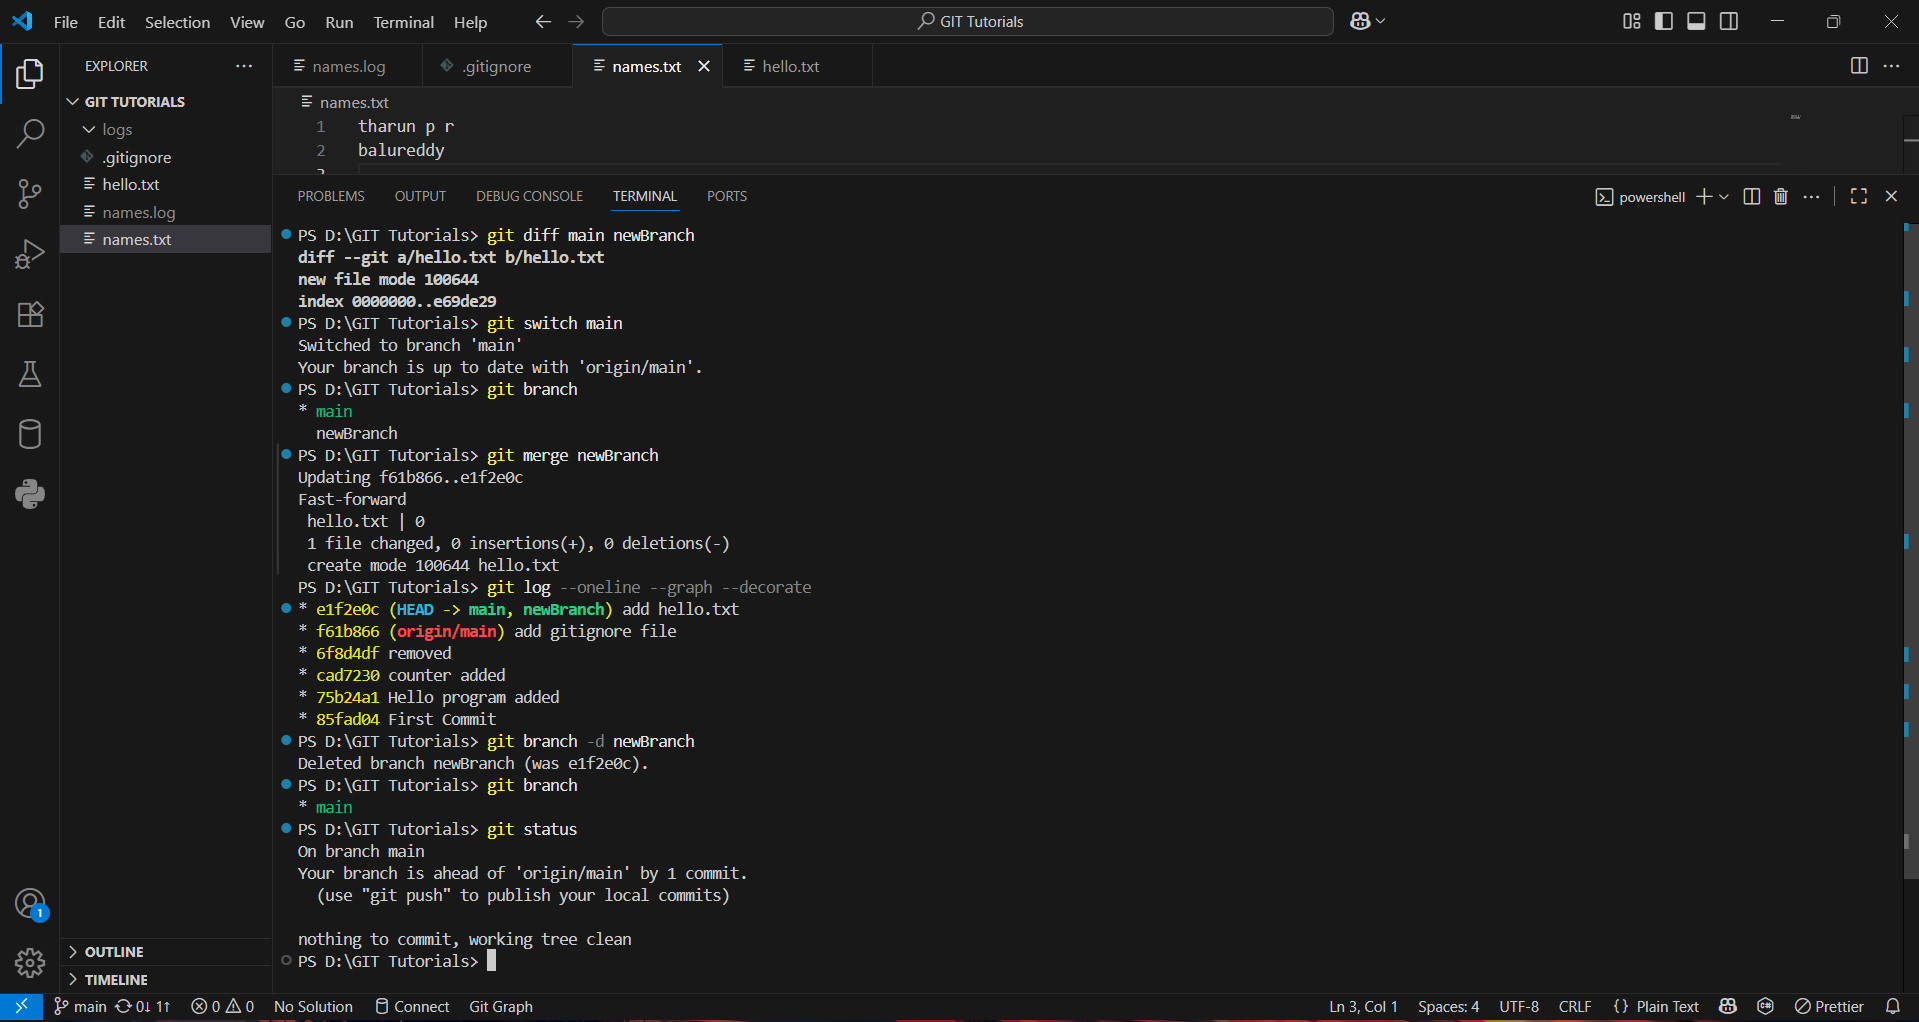 File Edit Selection View Go Run Terminal Help
GIT Tutorials
EXPLORER
names.log
.gitignore
names.txt
hello.txt
GIT TUTORIALS
logs
.gitignore
hello.txt
names.log
names.txt
names.txt
1 tharun p r
2 balureddy
3
PROBLEMS OUTPUT DEBUG CONSOLE TERMINAL PORTS
powershell
PS D:\GIT Tutorials> git diff main newBranch
diff --git a/hello.txt b/hello.txt
new file mode 100644
index 0000000..e69de29
PS D:\GIT Tutorials> git switch main
Switched to branch 'main'
Your branch is up to date with 'origin/main'.
PS D:\GIT Tutorials> git branch
* main
newBranch
PS D:\GIT Tutorials> git merge newBranch
Updating f61b866..e1f2e0c
Fast-forward
hello.txt | 0
1 file changed, 0 insertions(+), 0 deletions(-)
create mode 100644 hello.txt
PS D:\GIT Tutorials> git log --oneline --graph --decorate
* e1f2e0c (HEAD -> main, newBranch) add hello.txt
* f61b866 (origin/main) add gitignore file
* 6f8d4df removed
* cad7230 counter added
* 75b24a1 Hello program added
* 85fad04 First Commit
PS D:\GIT Tutorials> git branch -d newBranch
Deleted branch newBranch (was e1f2e0c).
PS D:\GIT Tutorials> git branch
* main
PS D:\GIT Tutorials> git status
On branch main
Your branch is ahead of 'origin/main' by 1 commit.
(use "git push" to publish your local commits)
nothing to commit, working tree clean
PS D:\GIT Tutorials>
1
OUTLINE
TIMELINE
main 0↓ 1↑ 0 0 No Solution Connect Git Graph
Ln 3, Col 1 Spaces: 4 UTF-8 CRLF {} Plain Text Prettier